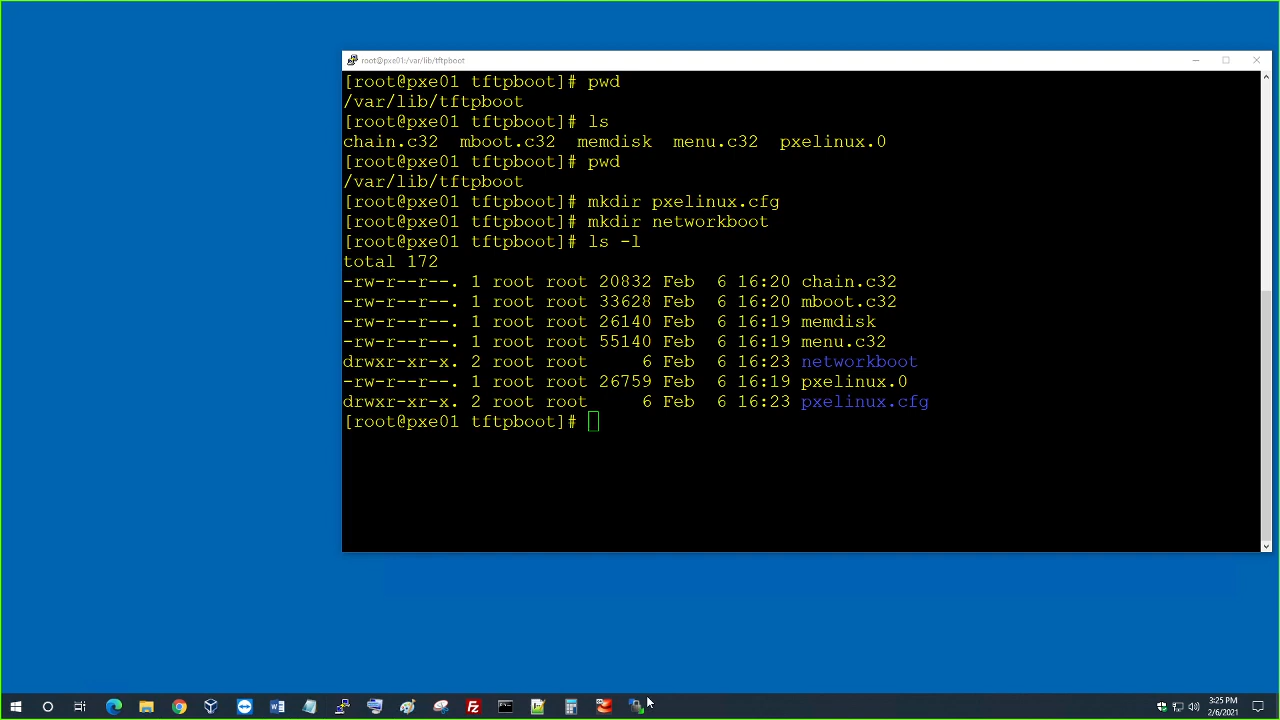 root@pxe01:/var/lib/tftpboot
[root@pxe01 tftpboot]# pwd
/var/lib/tftpboot
[root@pxe01 tftpboot]# ls
chain.c32  mboot.c32  memdisk  menu.c32  pxelinux.0
[root@pxe01 tftpboot]# pwd
/var/lib/tftpboot
[root@pxe01 tftpboot]# mkdir pxelinux.cfg
[root@pxe01 tftpboot]# mkdir networkboot
[root@pxe01 tftpboot]# ls -l
total 172
-rw-r--r--. 1 root root 20832 Feb  6 16:20 chain.c32
-rw-r--r--. 1 root root 33628 Feb  6 16:20 mboot.c32
-rw-r--r--. 1 root root 26140 Feb  6 16:19 memdisk
-rw-r--r--. 1 root root 55140 Feb  6 16:19 menu.c32
drwxr-xr-x. 2 root root     6 Feb  6 16:23 networkboot
-rw-r--r--. 1 root root 26759 Feb  6 16:19 pxelinux.0
drwxr-xr-x. 2 root root     6 Feb  6 16:23 pxelinux.cfg
[root@pxe01 tftpboot]#
3:25 PM
2/6/2021